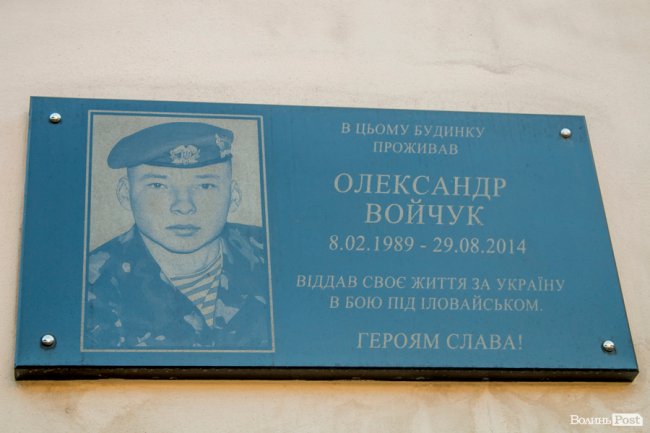 В ЦЬОМУ БУДИНКУ
ПРОЖИВАВ
ОЛЕКСАНДР
ВОЙЧУК
8.02.1989 - 29.08.2014
ВІДДАВ СВОЄ ЖИТТЯ ЗА УКРАЇНУ
В БОЮ ПІД ІЛОВАЙСЬКОМ.
ГЕРОЯМ СЛАВА!
ВОЛИНЬ Post